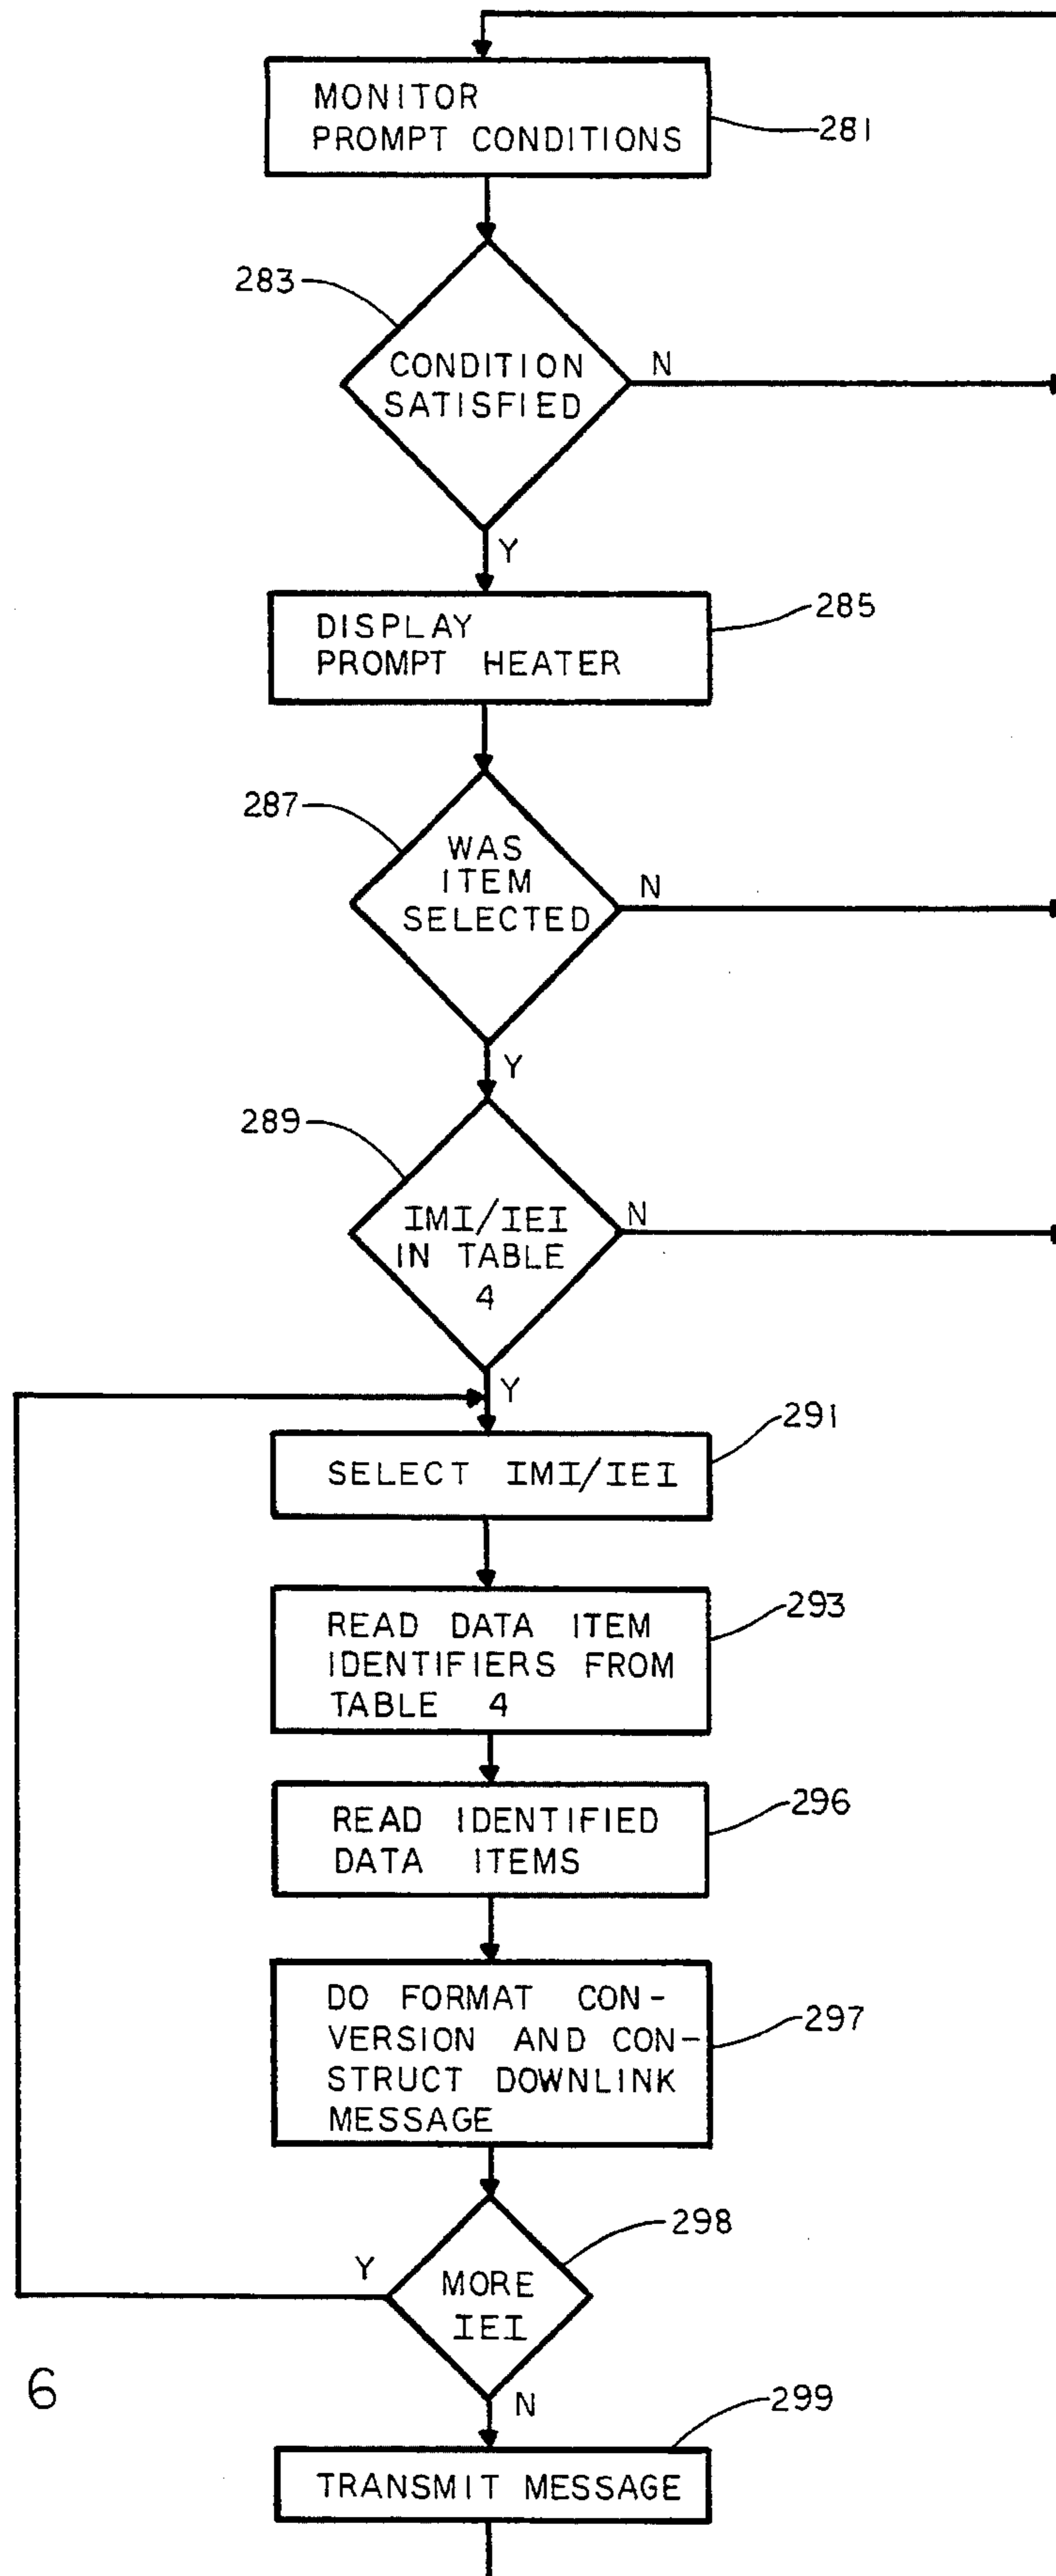 MONITOR
PROMPT CONDITIONS
281
283
CONDITION
SATISFIED
N
Y
DISPLAY
PROMPT HEATER
285
287
WAS
ITEM
SELECTED
N
Y
289
IMI/IEI
IN TABLE
4
N
Y
291
SELECT IMI/IEI
293
READ DATA ITEM
IDENTIFIERS FROM
TABLE 4
296
READ IDENTIFIED
DATA ITEMS
DO FORMAT CON-
VERSION AND CON-
STRUCT DOWNLINK
MESSAGE
297
298
Y
MORE
IEI
6
N
299
TRANSMIT MESSAGE